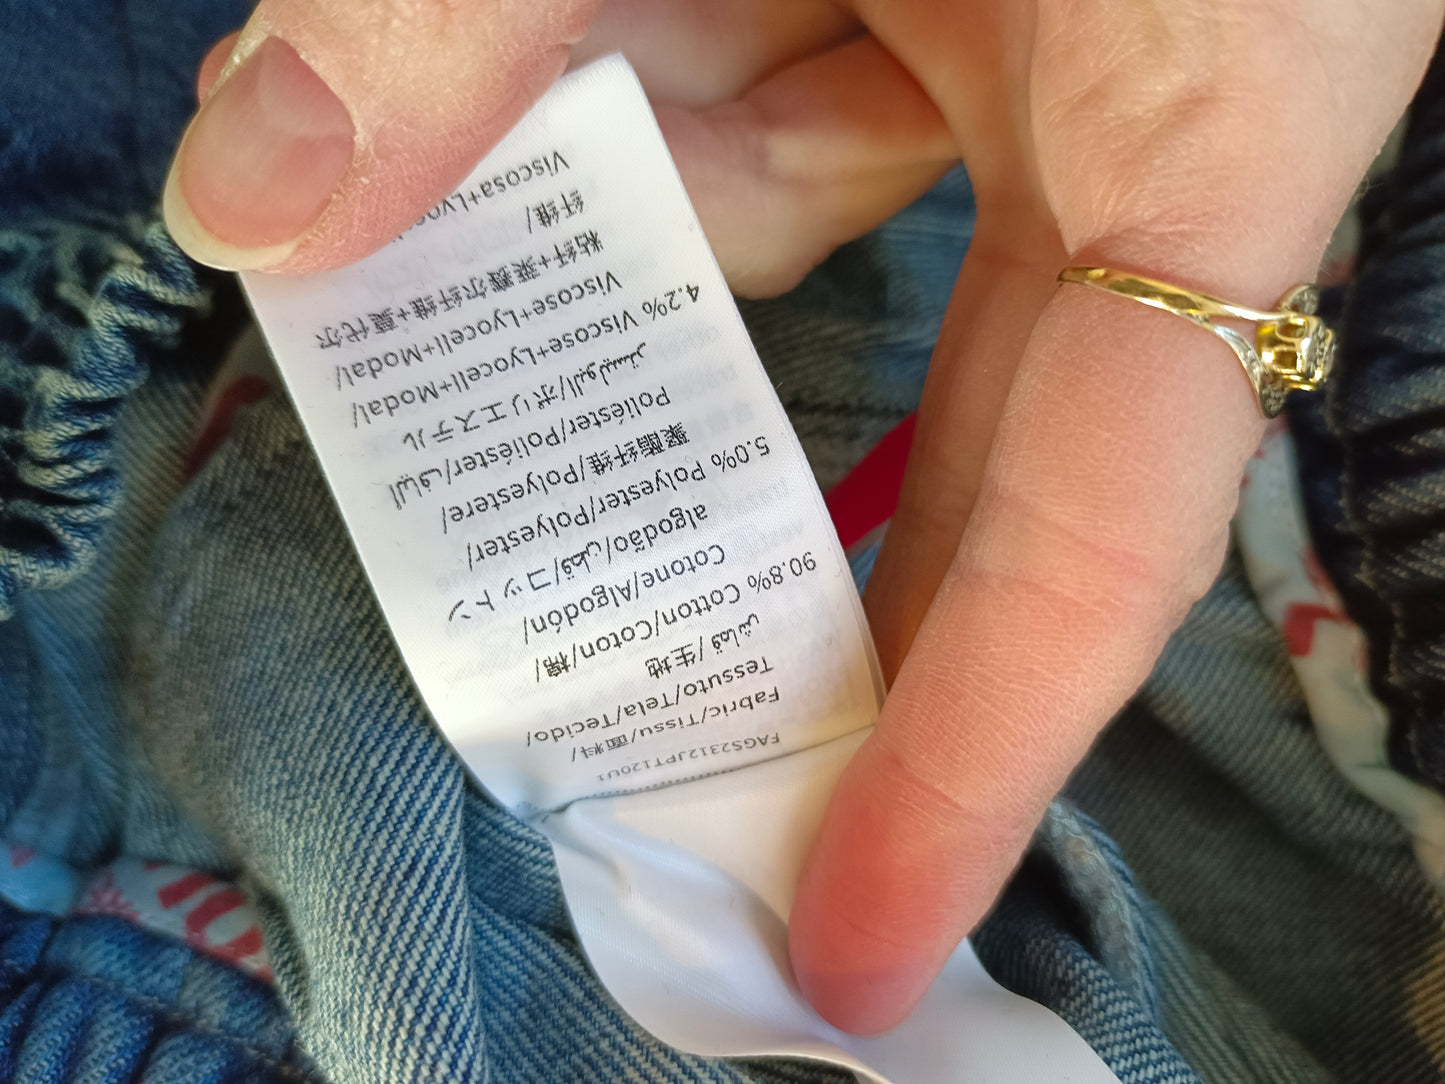 FAGS2312JPT120U1
Fabric/Tissu/面料/
Tessuto/Tela/Tecido/
生地/قماش
90.8% Cotton/Coton/棉/
Cotone/Algodón/
algodão/قطن/コットン
5.0% Polyester/Polyester/
聚酯纤维/Polyestere/
Poliéster/Poliéster/الياف
البوليستر/ポリエステル
4.2% Viscose+Lyocell+Modal/
Viscose+Lyocell+Modal/
粘纤+莱赛尔纤维+莫代尔
纤维/
Viscosa+